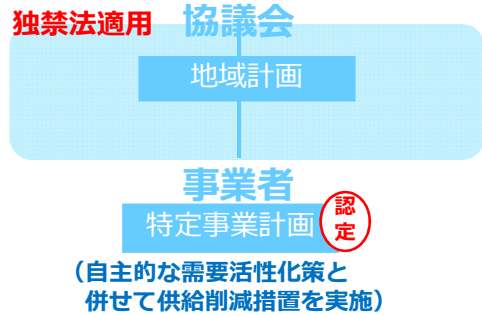 独禁法適用
協議会
地域計画
事業者
特定事業計画
認
定
（自主的な需要活性化策と
併せて供給削減措置を実施）